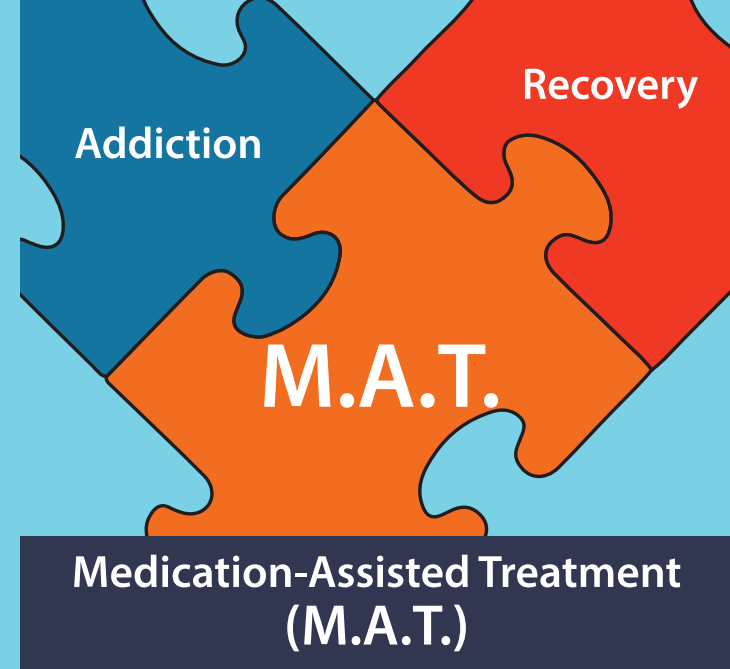 Recovery
Addiction
M.A.T.
Medication-Assisted Treatment
(M.A.T.)